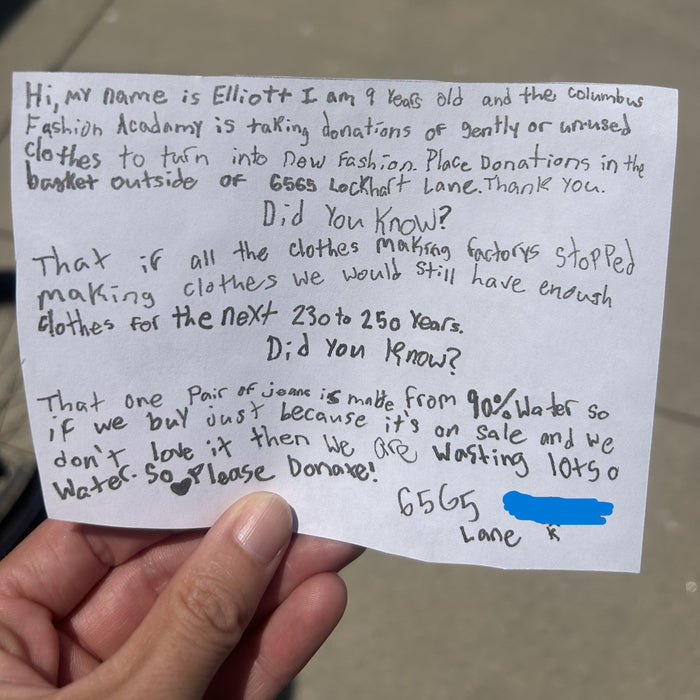 Hi, my name is Elliott I am 9 years old and the columbus
Fashion Acadamy is taking donations of gently or unused
clothes to turn into new fashion. Place Donations in the
basket outside of 6565 Lockhart Lane. Thank you.
Did You Know?
That if all the clothes making factorys stopped
making clothes we would still have enoush
clothes for the next 230 to 250 years.
Did you Know?
That one pair of jeans is made from 90% Water so
if we buy just because it's on sale and we
don't love it then we are wasting lots o
Water. So Please Donate!
6565
Lane